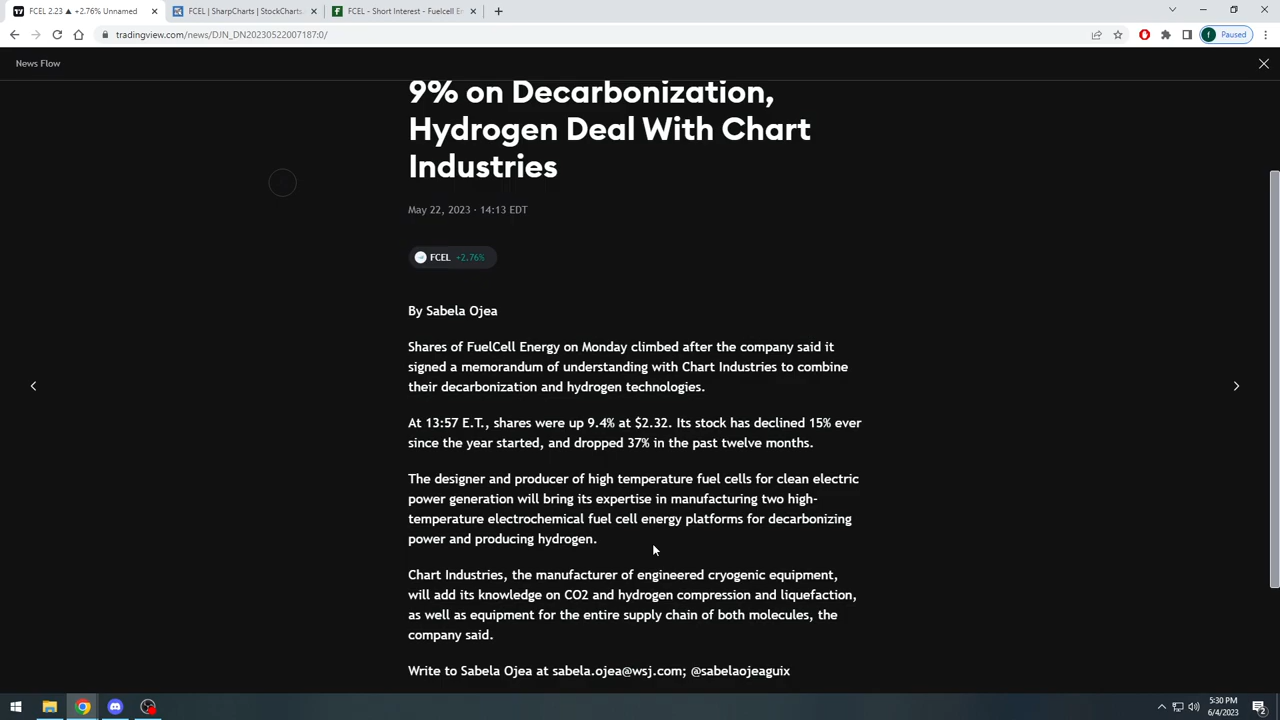 FCEL 2.23 ▲ +2.76% Unnamed
FCEL | SharpCharts | StockCharts
FCEL - Short Interest - Fuelcell E
tradingview.com/news/DJN_DN20230522007187:0/
f Paused
News Flow
9% on Decarbonization,
Hydrogen Deal With Chart
Industries
May 22, 2023 · 14:13 EDT
FCEL +2.76%
By Sabela Ojea
Shares of FuelCell Energy on Monday climbed after the company said it
signed a memorandum of understanding with Chart Industries to combine
their decarbonization and hydrogen technologies.
At 13:57 E.T., shares were up 9.4% at $2.32. Its stock has declined 15% ever
since the year started, and dropped 37% in the past twelve months.
The designer and producer of high temperature fuel cells for clean electric
power generation will bring its expertise in manufacturing two high-
temperature electrochemical fuel cell energy platforms for decarbonizing
power and producing hydrogen.
Chart Industries, the manufacturer of engineered cryogenic equipment,
will add its knowledge on CO2 and hydrogen compression and liquefaction,
as well as equipment for the entire supply chain of both molecules, the
company said.
Write to Sabela Ojea at sabela.ojea@wsj.com; @sabelaojeaguix
5:30 PM
6/4/2023
2